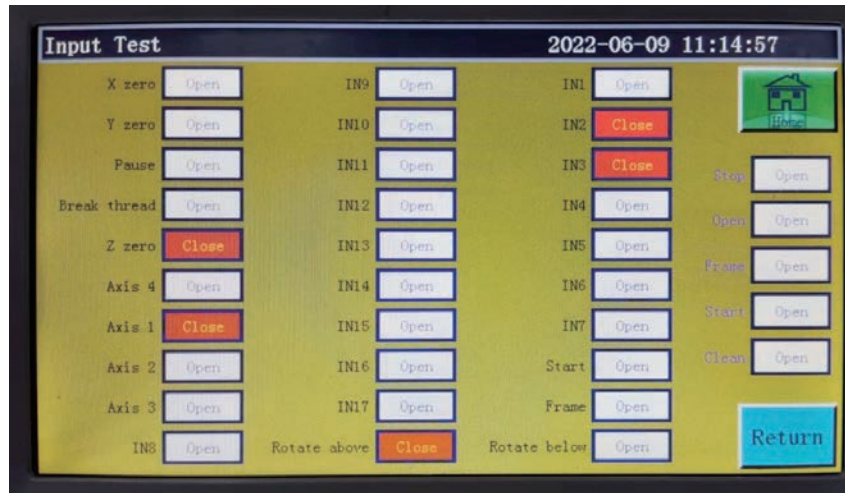 Input Test 2022-06-09 11:14:57
X zero Open IN9 Open IN1 Open Home
Y zero Open IN10 Open IN2 Close
Pause Open IN11 Open IN3 Close Stop Open
Break thread Open IN12 Open IN4 Open Open Open
Z zero Close IN13 Open IN5 Open Frame Open
Axis 4 Open IN14 Open IN6 Open Start Open
Axis 1 Close IN15 Open IN7 Open Clean Open
Axis 2 Open IN16 Open Start Open
Axis 3 Open IN17 Open Frame Open
IN8 Open Rotate above Close Rotate below Open Return